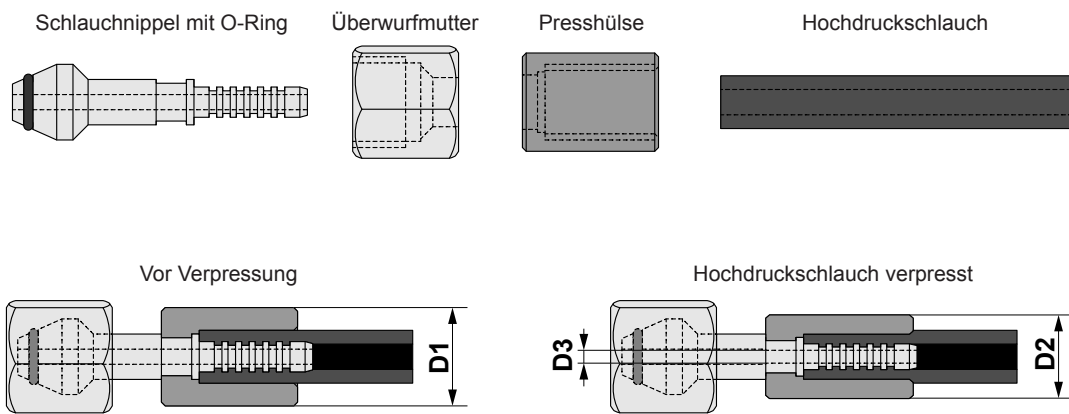 Schlauchnippel mit O-Ring
Überwurfmutter
Presshülse
Hochdruckschlauch
Vor Verpressung
Hochdruckschlauch verpresst
D1
D3
D2